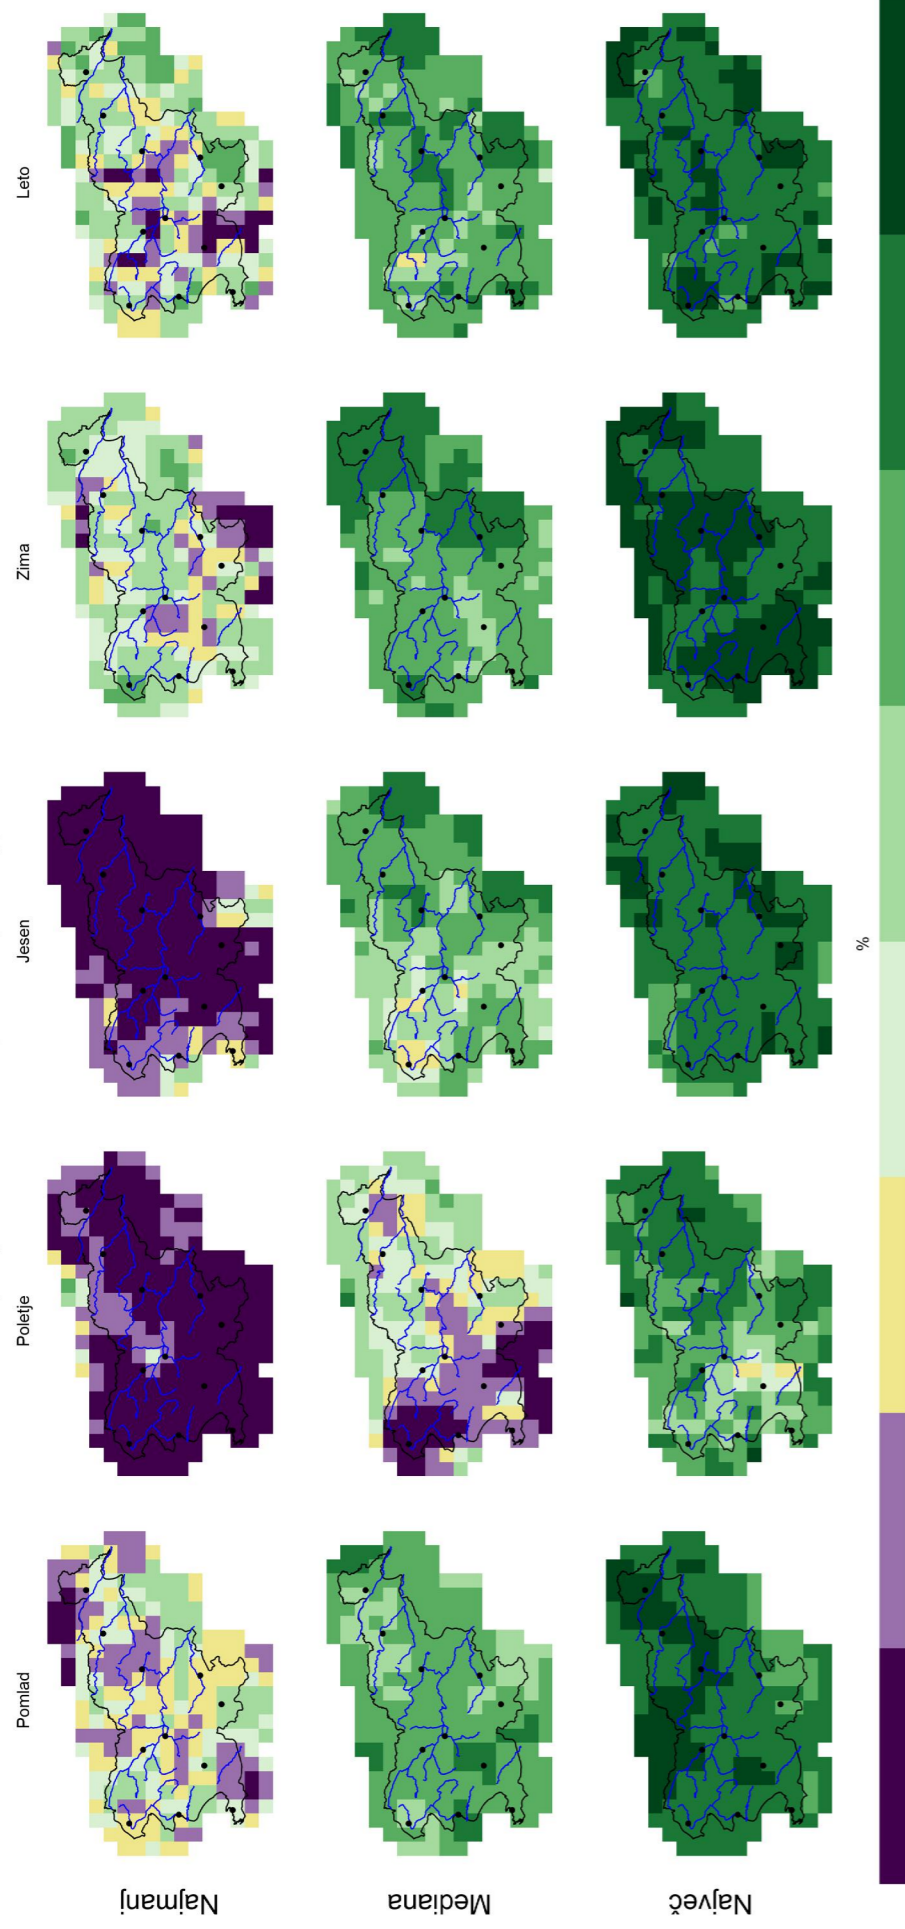 Pomlad
Poletje
Jesen
Zima
Leto
Najmanj
Mediana
Največ
%